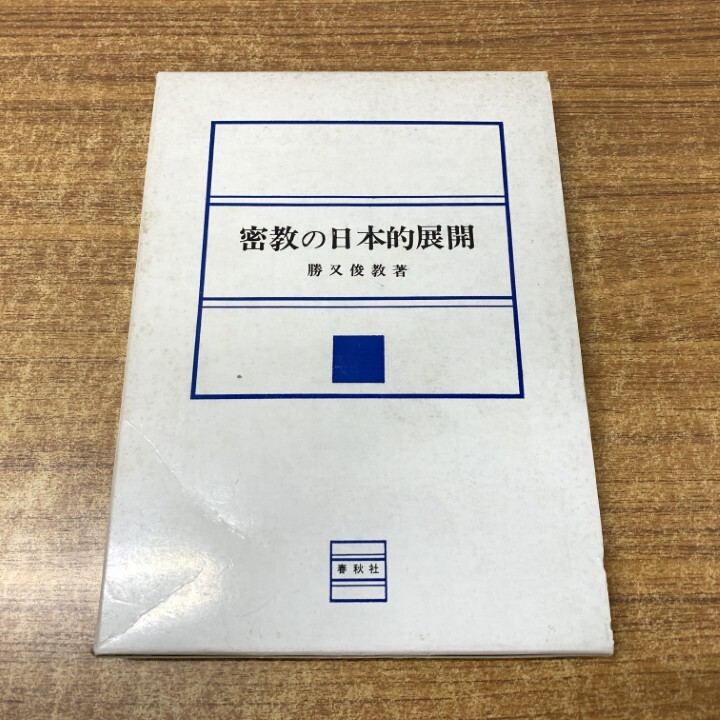 密教の日本的展開
勝又俊教著
春秋社